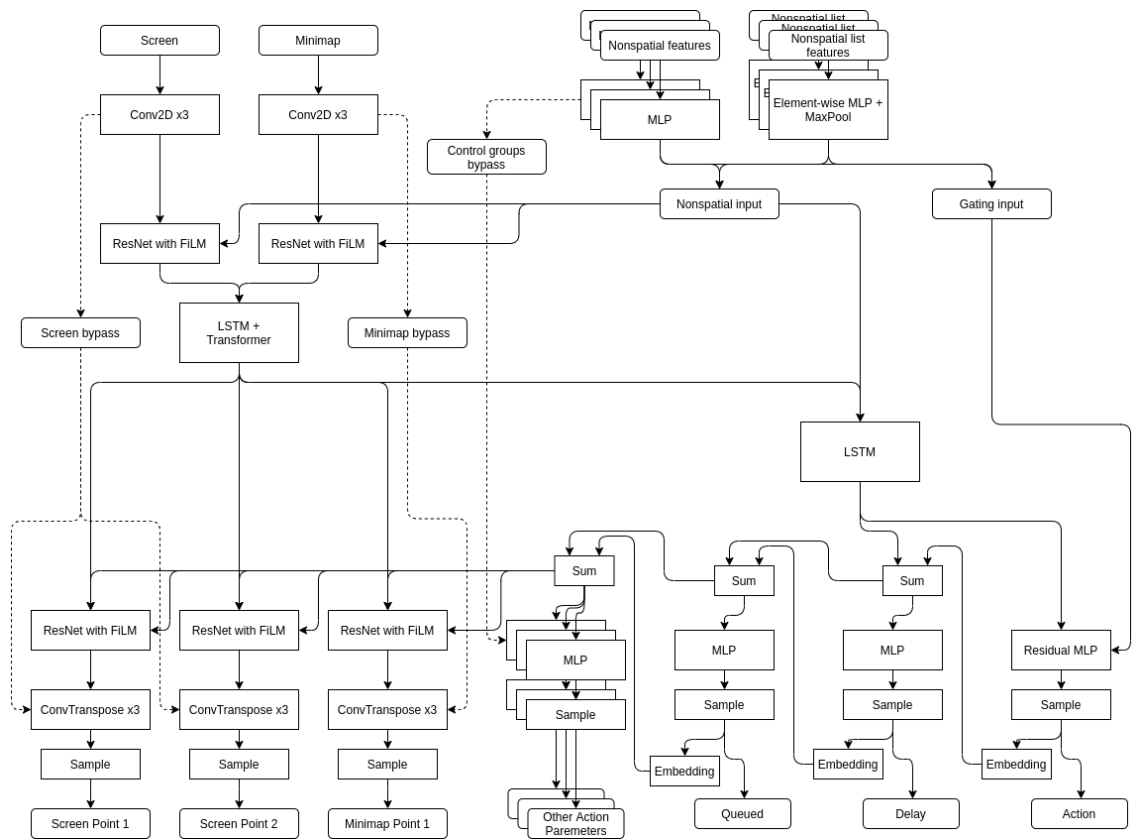 Nonspatial list
Nonspatial list
Screen
Minimap
Nonspatial features
Nonspatial list
features
Conv2D x3
Conv2D x3
MLP
E
E
Element-wise MLP +
MaxPool
Control groups
bypass
Nonspatial input
Gating input
ResNet with FiLM
ResNet with FiLM
Screen bypass
LSTM +
Transformer
Minimap bypass
LSTM
Sum
Sum
Sum
ResNet with FiLM
ResNet with FiLM
ResNet with FiLM
MLP
MLP
MLP
Residual MLP
ConvTranspose x3
ConvTranspose x3
ConvTranspose x3
Sample
Sample
Sample
Sample
Sample
Sample
Sample
Embedding
Embedding
Embedding
Screen Point 1
Screen Point 2
Minimap Point 1
Other Action
Paremeters
Queued
Delay
Action